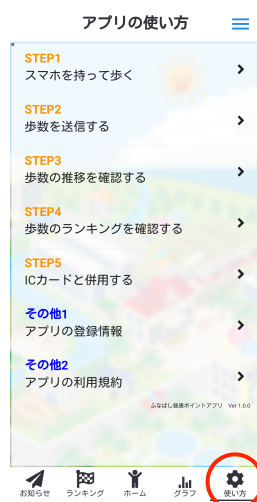 アプリの使い方
STEP1
スマホを持って歩く
STEP2
歩数を送信する
STEP3
歩数の推移を確認する
STEP4
歩数のランキングを確認する
STEP5
ICカードと併用する
その他1
アプリの登録情報
その他2
アプリの利用規約
ふなばし健康ポイントアプリ Ver 1.0.0
お知らせ ランキング ホーム グラフ 使い方